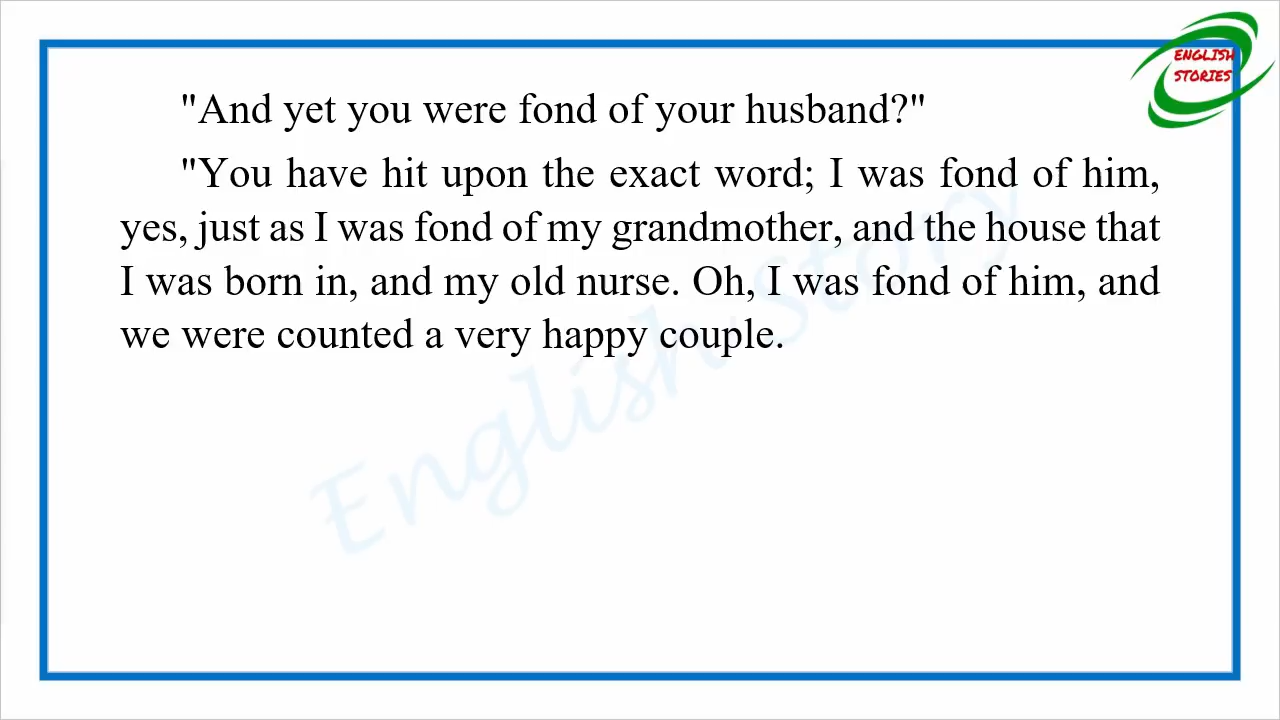 ENGLISH
STORIES
"And yet you were fond of your husband?"
"You have hit upon the exact word; I was fond of him,
yes, just as I was fond of my grandmother, and the house that
I was born in, and my old nurse. Oh, I was fond of him, and
we were counted a very happy couple.
English Story